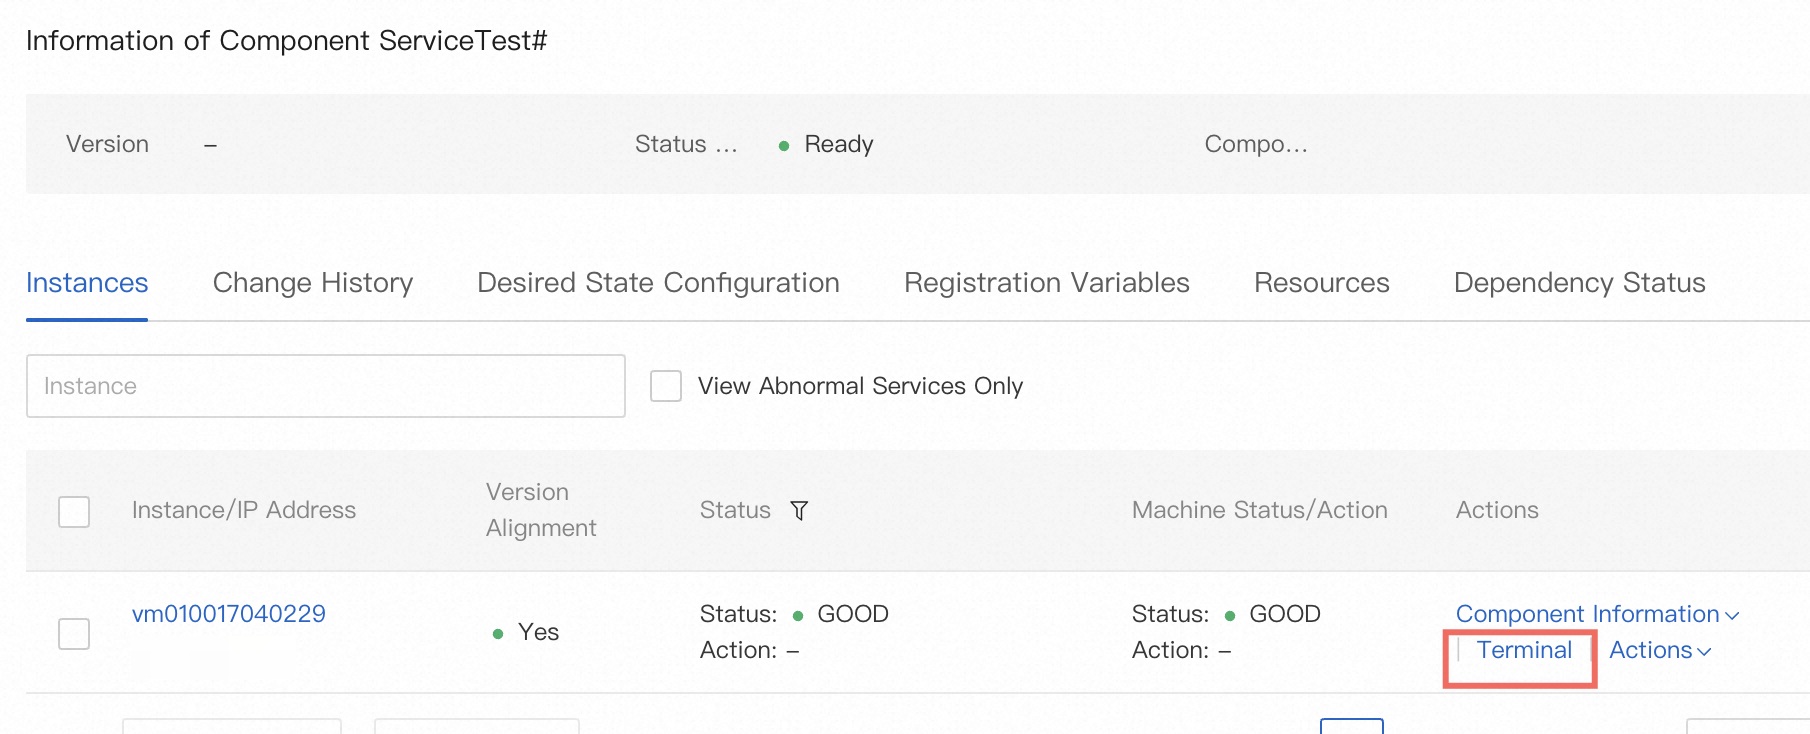 Information of Component ServiceTest#
Version –
Status ... Ready
Compo...
Instances
Change History
Desired State Configuration
Registration Variables
Resources
Dependency Status
Instance
View Abnormal Services Only
Instance/IP Address
Version
Alignment
Status
Machine Status/Action
Actions
vm010017040229
Yes
Status: GOOD
Action: –
Status: GOOD
Action: –
Component Information
Terminal
Actions